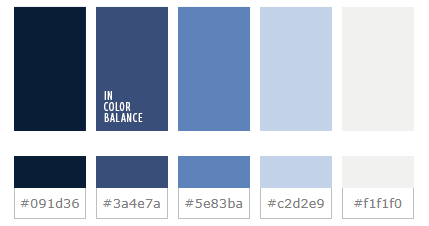 IN
COLOR
BALANCE
#091d36 #3a4e7a #5e83ba #c2d2e9 #f1f1f0